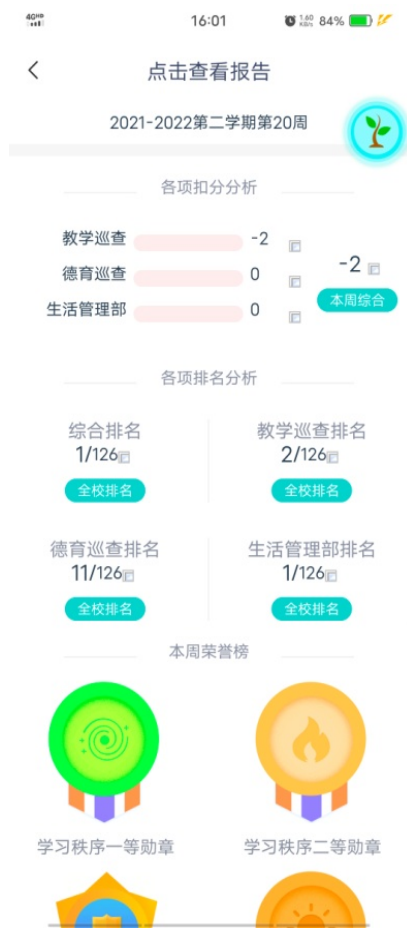 4GHD 16:01 1.60 KB/s 84%
点击查看报告
2021-2022第二学期第20周
各项扣分分析
教学巡查 -2
德育巡查 0
生活管理部 0
-2
本周综合
各项排名分析
综合排名 教学巡查排名
1/126 2/126
全校排名 全校排名
德育巡查排名 生活管理部排名
11/126 1/126
全校排名 全校排名
本周荣誉榜
学习秩序一等勋章 学习秩序二等勋章